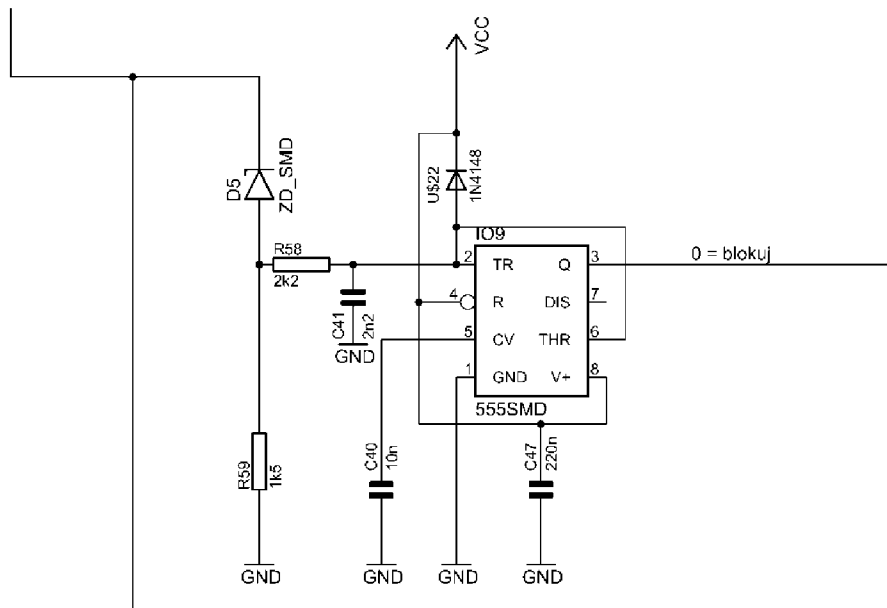 VCC
D5
ZD_SMD
U$22
1N4148
R58
2k2
IO9
2
TR
Q
3
0 = blokuj
4
R
DIS
7
C41
2n2
GND
5
CV
THR
6
1
GND
V+
8
555SMD
R59
1k5
C40
10n
C47
220n
GND
GND
GND
GND